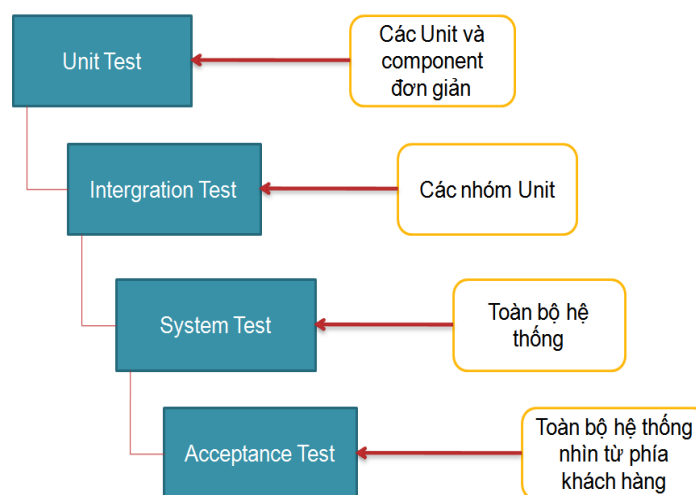 Unit Test
Các Unit và
component
đơn giản
Intergration Test
Các nhóm Unit
System Test
Toàn bộ hệ
thống
Acceptance Test
Toàn bộ hệ thống
nhìn từ phía
khách hàng